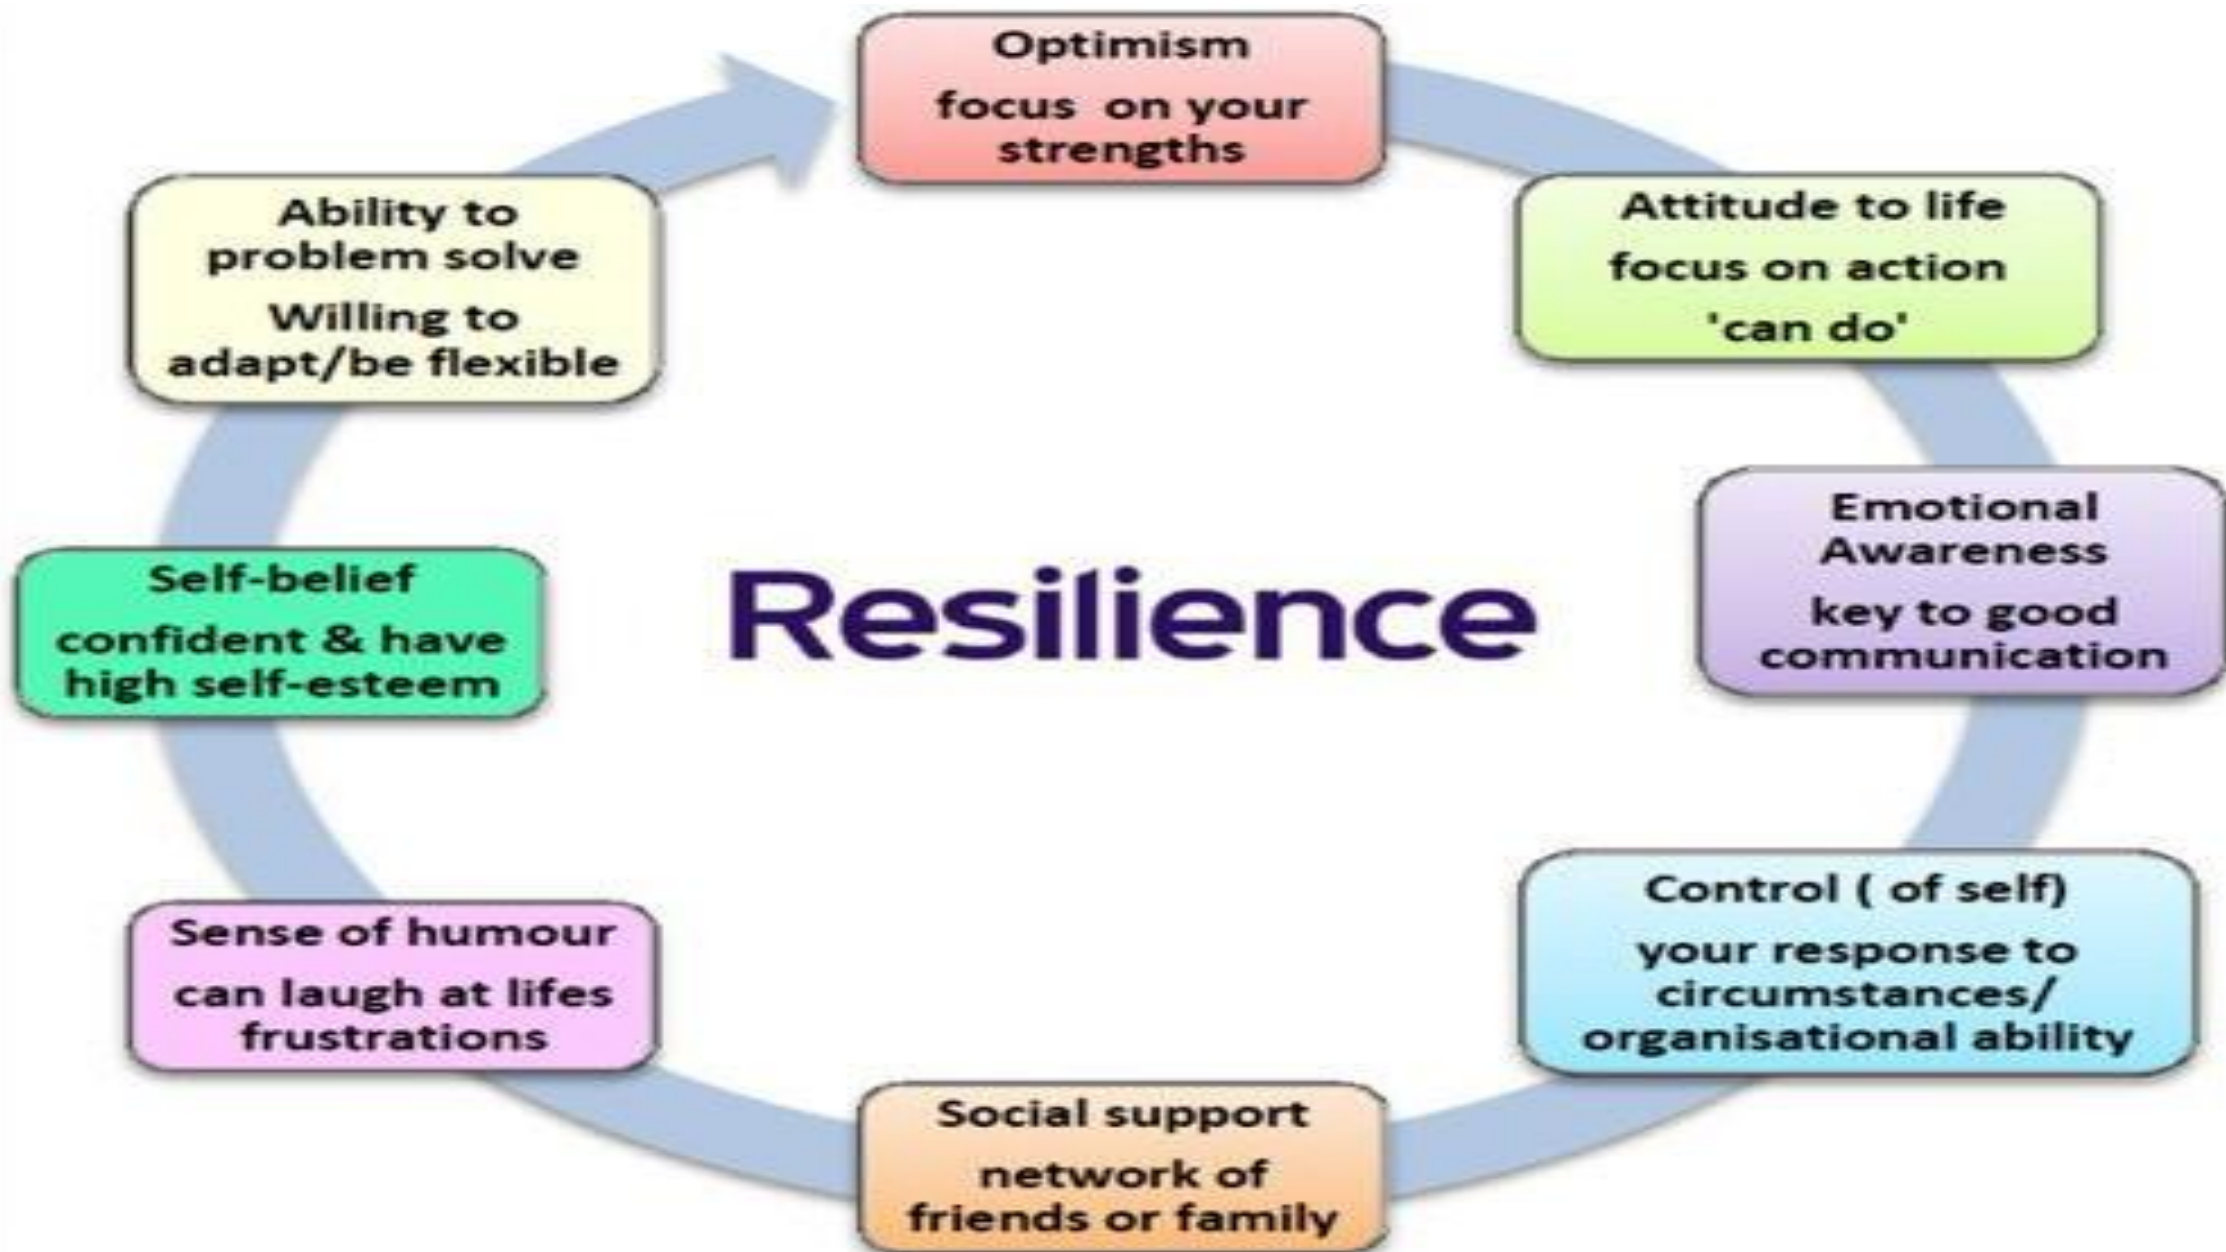 Optimism
focus on your
strengths
Attitude to life
focus on action
'can do'
Emotional
Awareness
key to good
communication
Control ( of self)
your response to
circumstances/
organisational ability
Social support
network of
friends or family
Sense of humour
can laugh at lifes
frustrations
Self-belief
confident & have
high self-esteem
Ability to
problem solve
Willing to
adapt/be flexible
Resilience